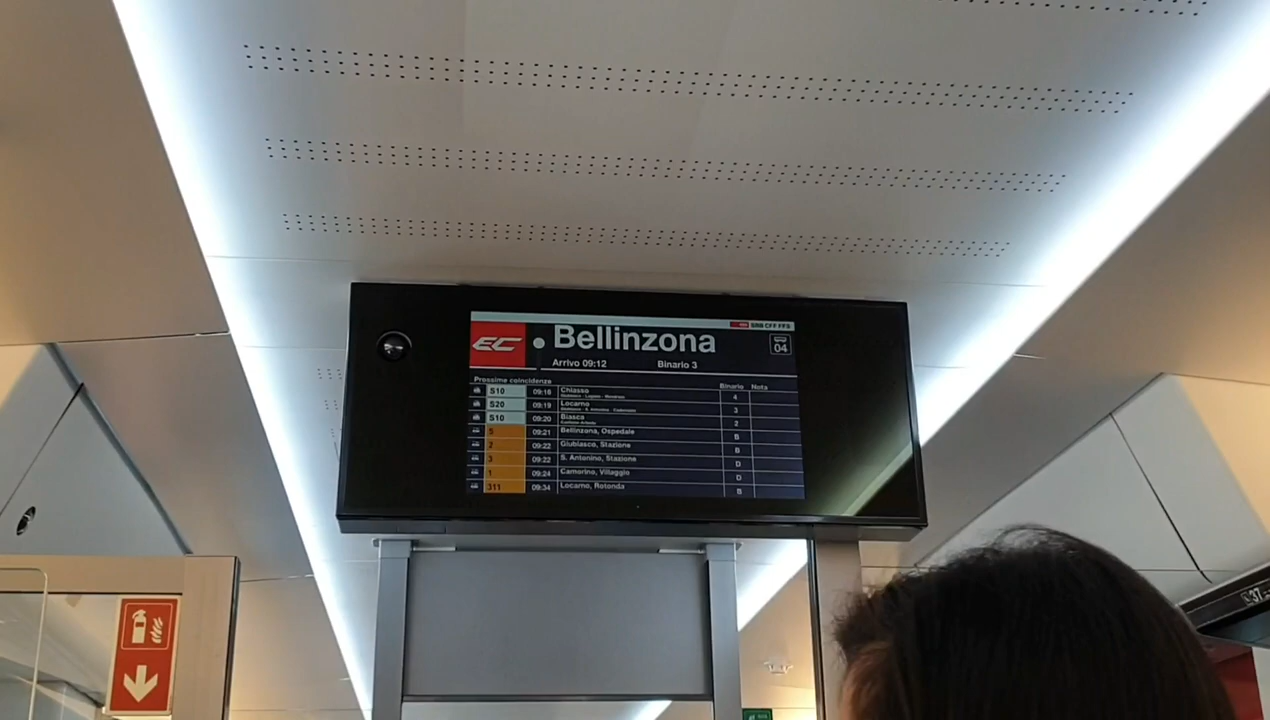 SBB CFF FFS
EC Bellinzona 04
Arrivo 09:12 Binario 3
Prossime coincidenze Binario Nota
S10 09:18 Chiasso 4
S20 09:19 Locarno 3
S10 09:20 Biasca 2
5 09:21 Bellinzona, Ospedale B
2 09:22 Giubiasco, Stazione B
3 09:22 S. Antonino, Stazione D
1 09:24 Camorino, Villaggio D
311 09:34 Locarno, Rotonda B
37